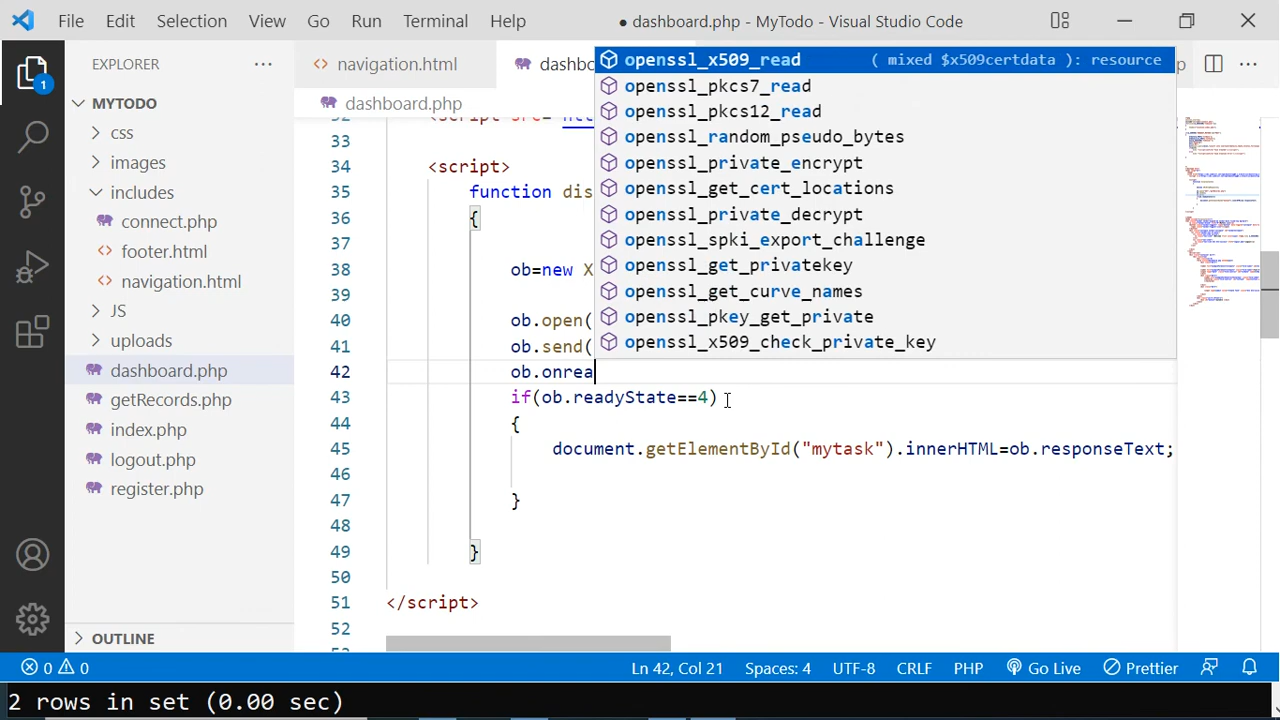 File Edit Selection View Go Run Terminal Help ● dashboard.php - MyTodo - Visual Studio Code
EXPLORER ···
navigation.html
1
MYTODO
css
images
includes
connect.php
footer.html
navigation.html
JS
uploads
dashboard.php
getRecords.php
index.php
logout.php
register.php
OUTLINE
dashboard.php
openssl_x509_read ( mixed $x509certdata ): resource
openssl_pkcs7_read
openssl_pkcs12_read
openssl_random_pseudo_bytes
openssl_private_encrypt
openssl_get_cert_locations
openssl_private_decrypt
openssl_spki_export_challenge
openssl_get_privatekey
openssl_get_curve_names
openssl_pkey_get_private
openssl_x509_check_private_key
33
34 <script>
35 function dis
36 {
37
38 ob=new X
39
40 ob.open(
41 ob.send(
42 ob.onrea
43 if(ob.readyState==4)
44 {
45 document.getElementById("mytask").innerHTML=ob.responseText;
46
47 }
48
49 }
50
51 </script>
52
0 0 Ln 42, Col 21 Spaces: 4 UTF-8 CRLF PHP Go Live Prettier
2 rows in set (0.00 sec)